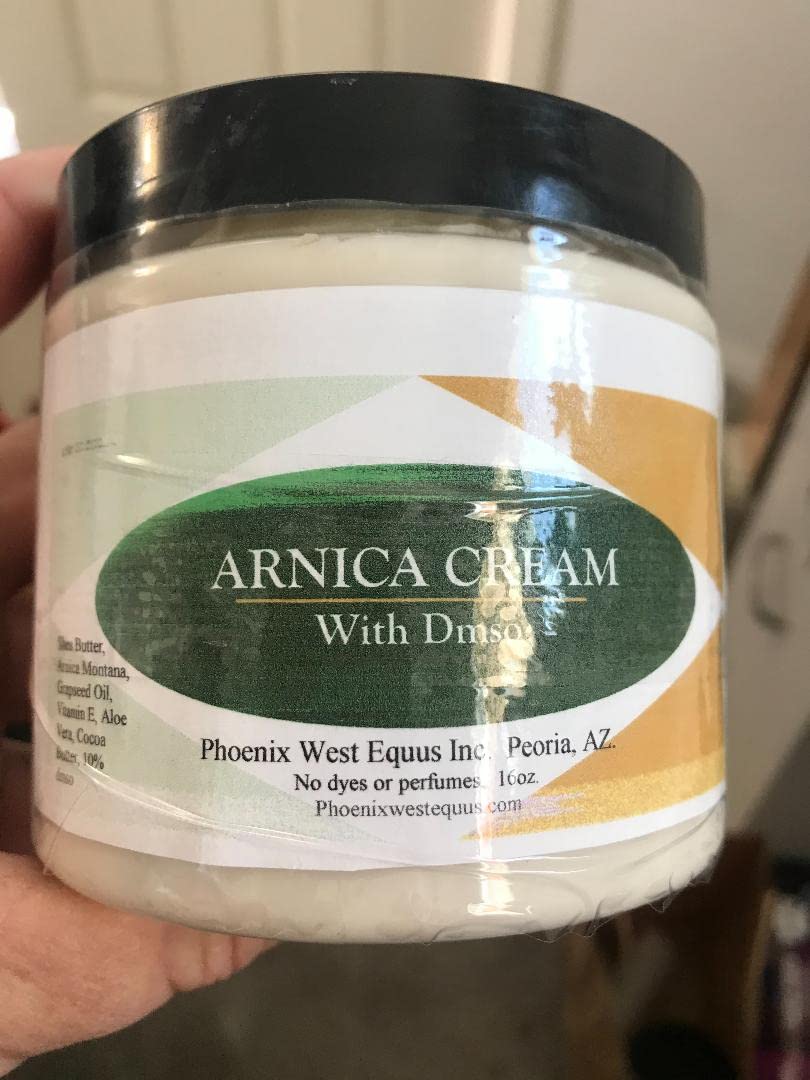 ARNICA CREAM
With Dmso
Shea Butter,
Arnica Montana,
Grapseed Oil,
Vitamin E, Aloe
Vera, Cocoa
Butter, 10%
dmso
Phoenix West Equus Inc. Peoria, AZ.
No dyes or perfumes. 16oz.
Phoenixwestequus.com